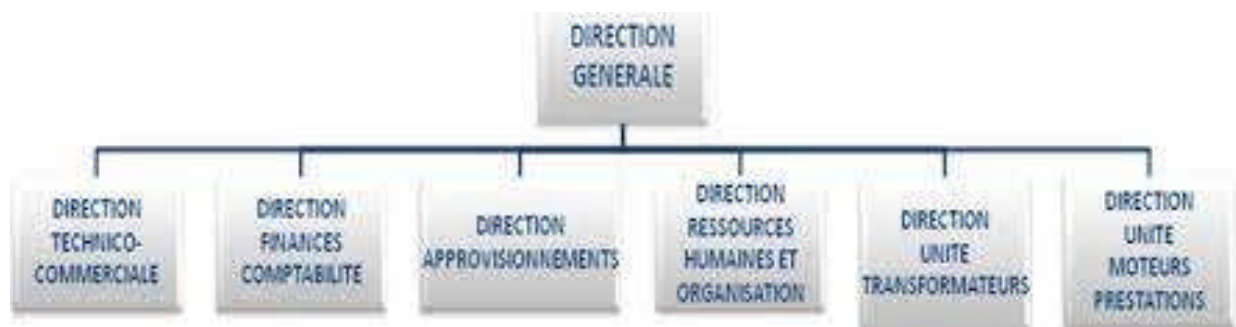 DIRECTION
GENERALE
DIRECTION
TECHNICO-
COMMERCIALE
DIRECTION
FINANCES
COMPTABILITE
DIRECTION
APPROVISIONNEMENTS
DIRECTION
RESSOURCES
HUMAINES ET
ORGANISATION
DIRECTION
UNITE
TRANSFORMATEURS
DIRECTION
UNITE
MOTEURS
PRESTATIONS